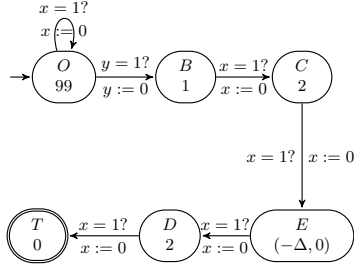 x = 1?
x := 0
O
99
y = 1?
y := 0
B
1
x = 1?
x := 0
C
2
x = 1?
x := 0
T
0
x = 1?
x := 0
D
2
x = 1?
x := 0
E
(−Δ, 0)